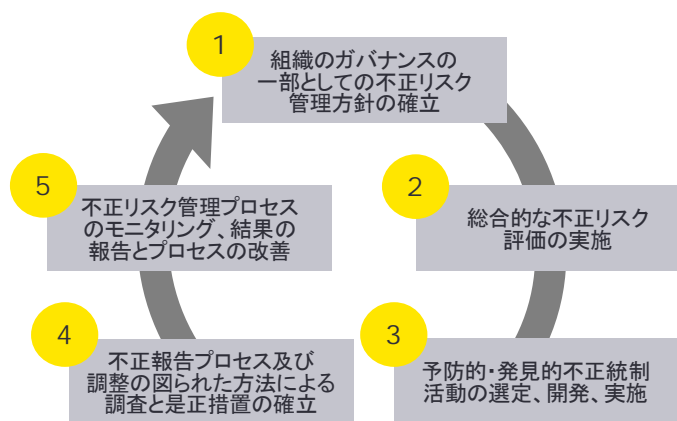 1
組織のガバナンスの
一部としての不正リスク
管理方針の確立
2
総合的な不正リスク
評価の実施
3
予防的・発見的不正統制
活動の選定、開発、実施
4
不正報告プロセス及び
調整の図られた方法による
調査と是正措置の確立
5
不正リスク管理プロセス
のモニタリング、結果の
報告とプロセスの改善